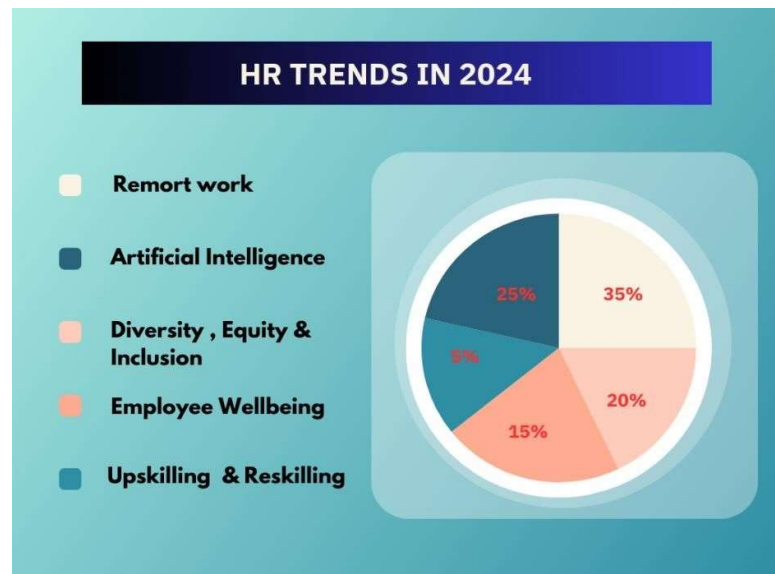 HR TRENDS IN 2024
Remort work
Artificial Intelligence
Diversity , Equity &
Inclusion
Employee Wellbeing
Upskilling & Reskilling
25%
35%
5%
20%
15%